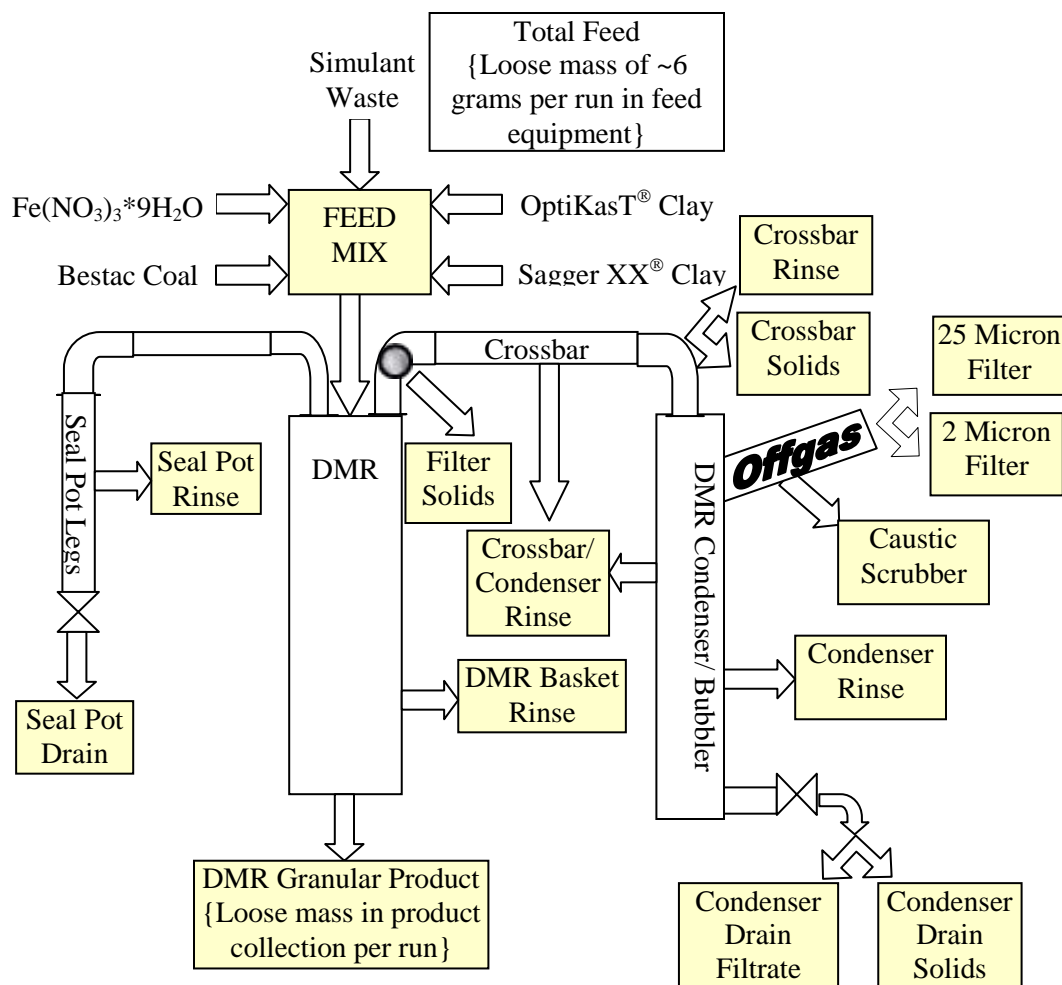 Total Feed
{Loose mass of ~6
grams per run in feed
equipment}
Simulant
Waste
Fe(NO₃)₃*9H₂O
OptiKasT® Clay
FEED
MIX
Bestac Coal
Sagger XX® Clay
Crossbar
Rinse
Crossbar
Solids
25 Micron
Filter
2 Micron
Filter
Crossbar
Seal Pot Legs
Seal Pot
Rinse
DMR
Filter
Solids
DMR Condenser/ Bubbler
Offgas
Crossbar/
Condenser
Rinse
Caustic
Scrubber
Condenser
Rinse
DMR Basket
Rinse
Seal Pot
Drain
DMR Granular Product
{Loose mass in product
collection per run}
Condenser
Drain
Filtrate
Condenser
Drain
Solids